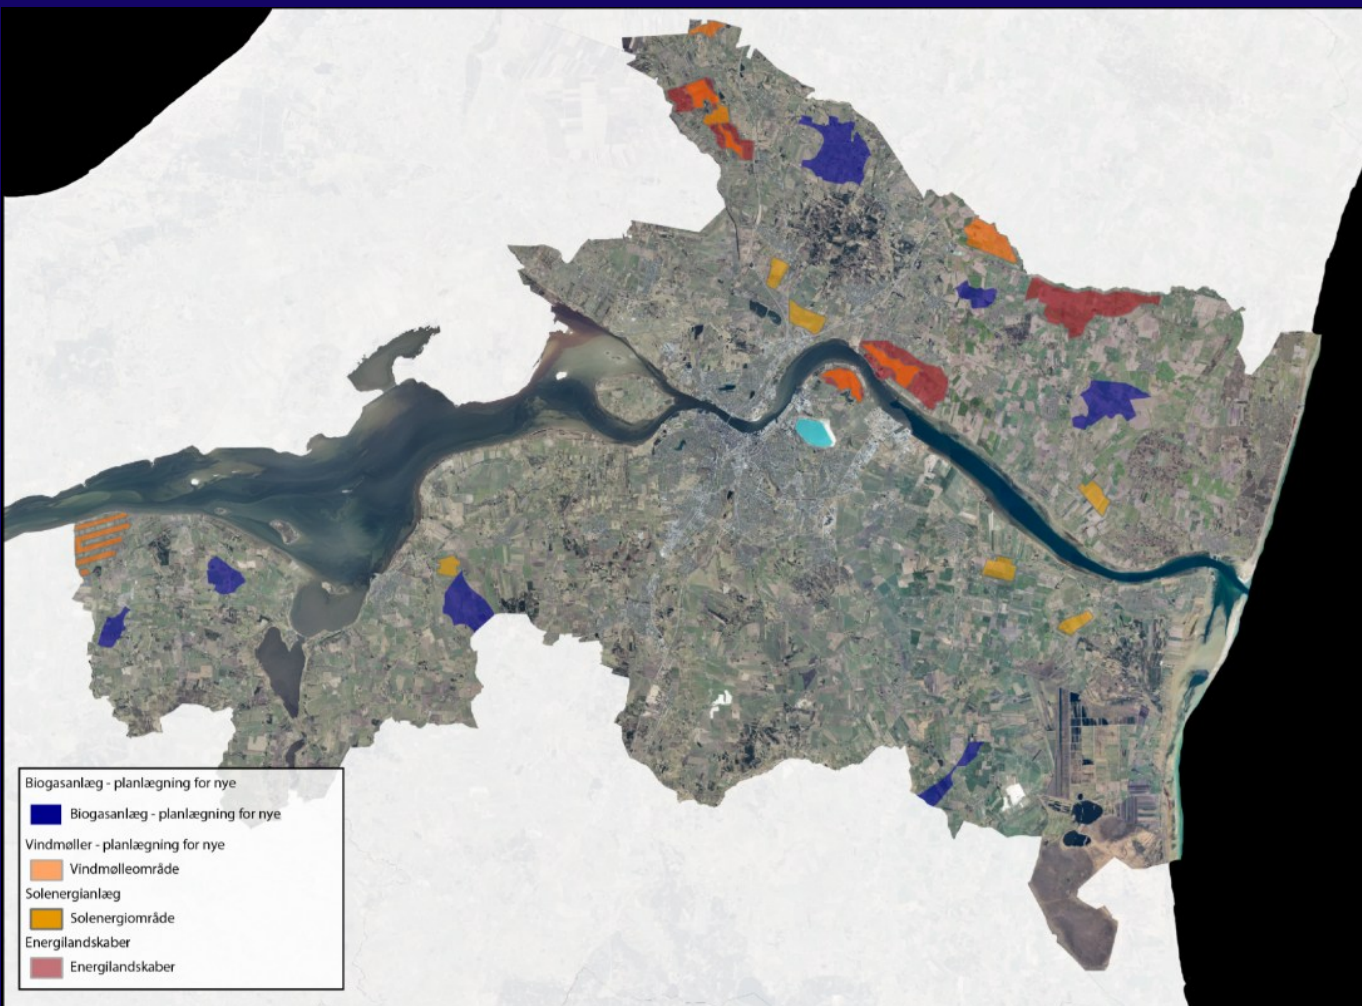 Biogasanlæg - planlægning for nye
Biogasanlæg - planlægning for nye
Vindmøller - planlægning for nye
Vindmølleområde
Solenergianlæg
Solenergiområde
Energilandskaber
Energilandskaber